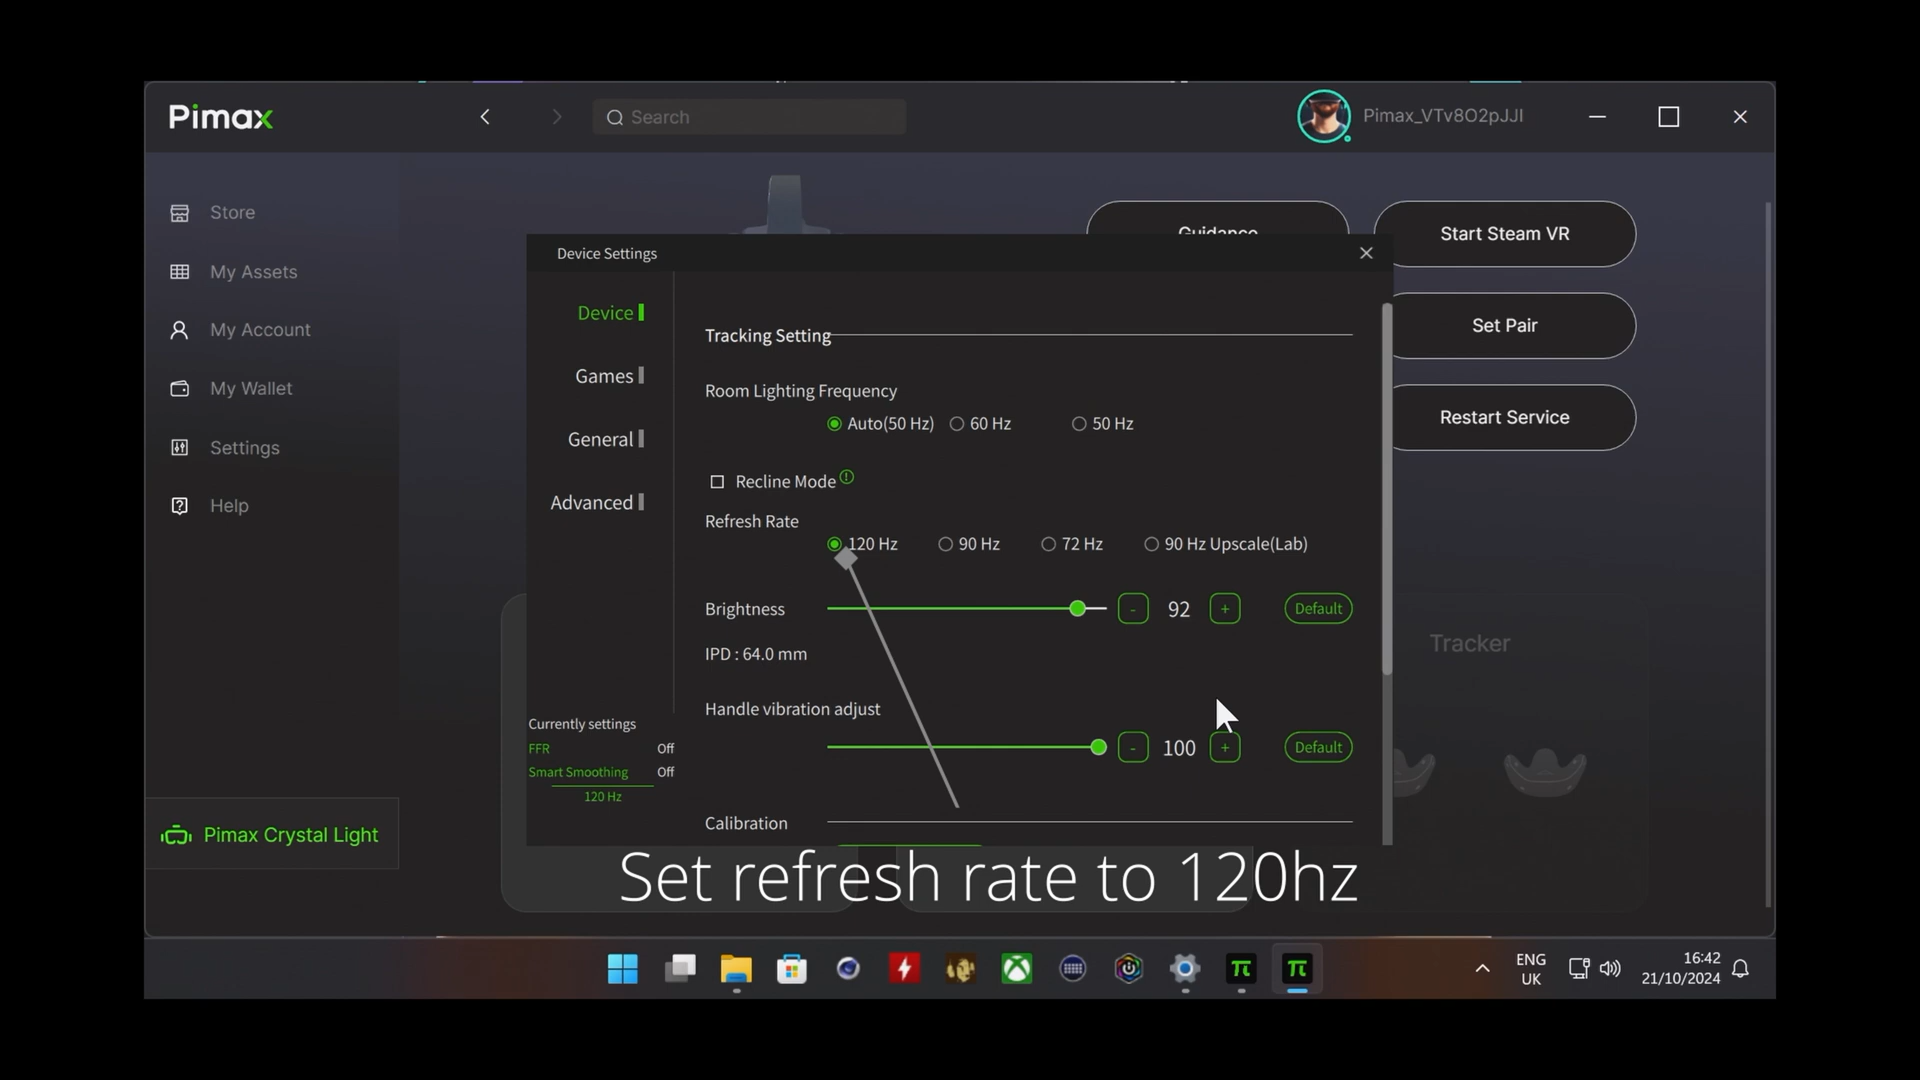 Pimax
Search
Pimax_VTv8O2pJJI
Store
My Assets
My Account
My Wallet
Settings
Help
Pimax Crystal Light
Guidance
Start Steam VR
Set Pair
Restart Service
Tracker
Device Settings
Device
Games
General
Advanced
Currently settings
FFR Off
Smart Smoothing Off
120 Hz
Tracking Setting
Room Lighting Frequency
Auto(50 Hz) 60 Hz 50 Hz
Recline Mode
Refresh Rate
120 Hz 90 Hz 72 Hz 90 Hz Upscale(Lab)
Brightness - 92 + Default
IPD : 64.0 mm
Handle vibration adjust
- 100 + Default
Calibration
Set refresh rate to 120hz
ENG
UK
16:42
21/10/2024